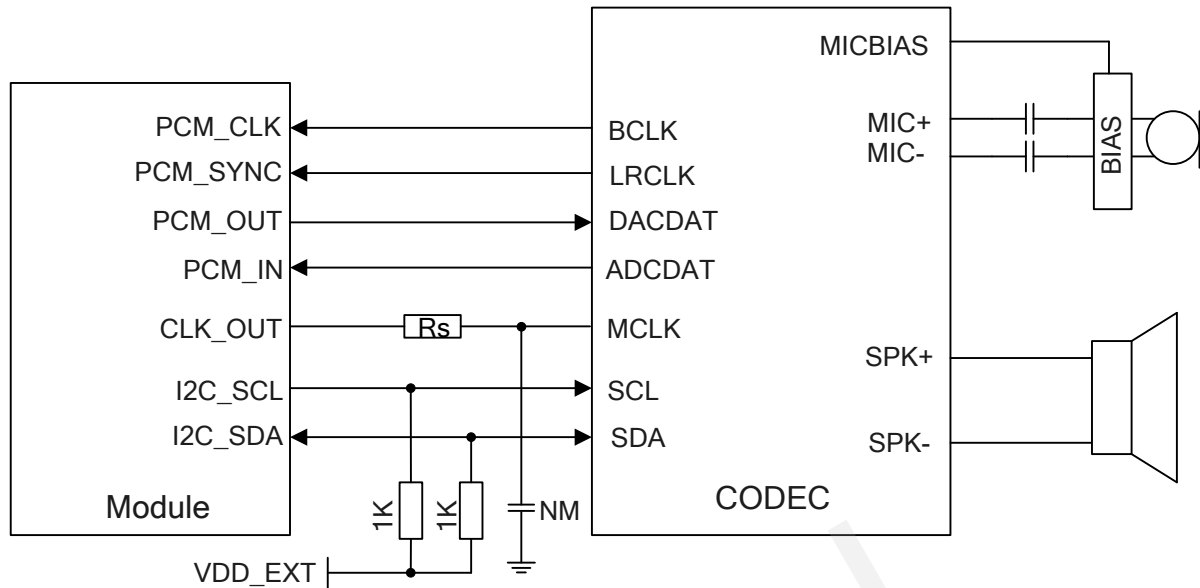 MICBIAS
PCM_CLK BCLK MIC+
PCM_SYNC LRCLK MIC-
BIAS
PCM_OUT DACDAT
PCM_IN ADCDAT
CLK_OUT Rs MCLK
SPK+
I2C_SCL SCL
I2C_SDA SDA SPK-
Module 1K 1K NM CODEC
VDD_EXT